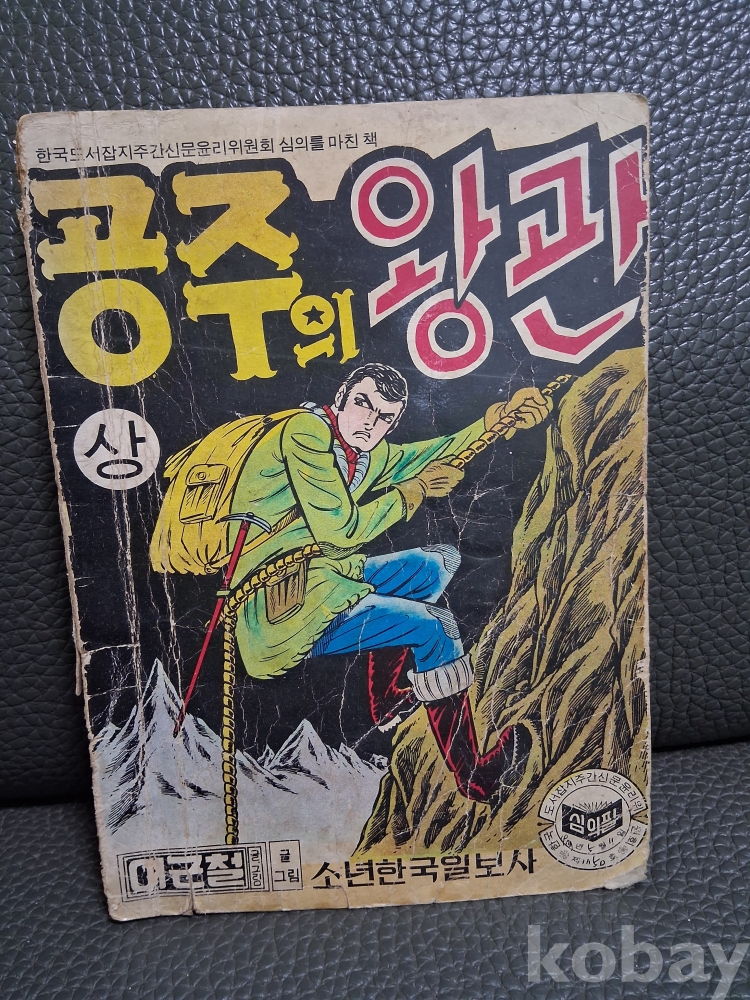 한국도서잡지주간신문윤리위원회 심의를 마친 책
공주의 왕관
상
심의필
글
그림
소년한국일보사
kobay